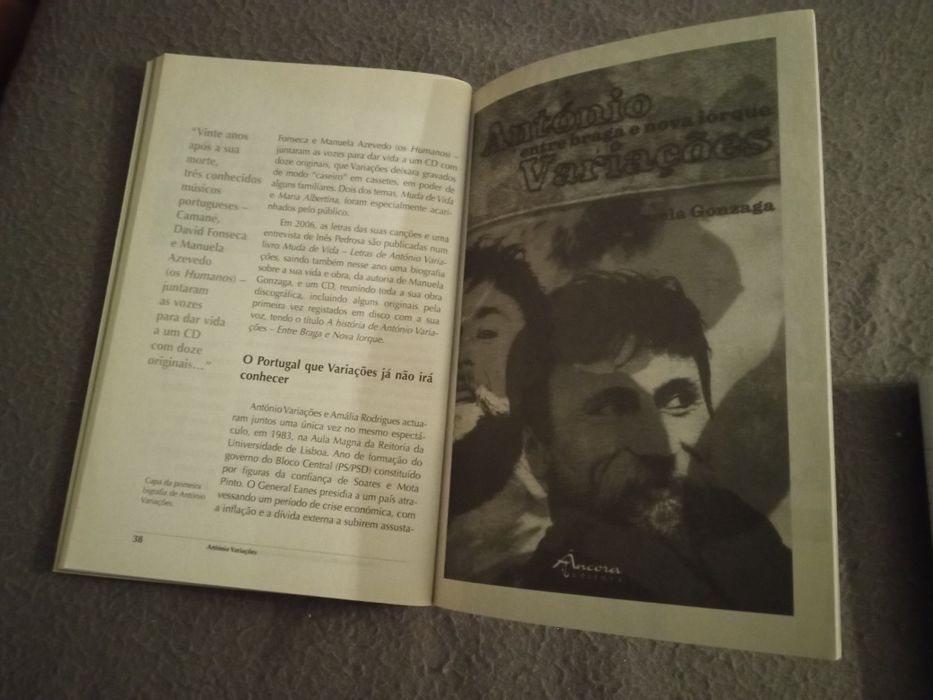 "Vinte anos
após a sua
morte,
três conhecidos
músicos
portugueses –
Camané,
David Fonseca
e Manuela
Azevedo
(os Humanos) –
juntaram
as vozes
para dar vida
a um CD
com doze
originais..."
Fonseca e Manuela Azevedo (os Humanos) –
juntaram as vozes para dar vida a um CD com
doze originais, que Variações deixara gravados
de modo "caseiro" em cassetes, em poder de
alguns familiares. Dois dos temas, Muda de Vida
e Maria Albertina, foram especialmente acari-
nhados pelo público.
Em 2006, as letras das suas canções e uma
entrevista de Inês Pedrosa são publicadas num
livro Muda de Vida – Letras de António Varia-
ções, saindo também nesse ano uma biografia
sobre a sua vida e obra, da autoria de Manuela
Gonzaga, e um CD, reunindo toda a sua obra
discográfica, incluindo alguns originais pela
primeira vez registados em disco com a sua
voz, tendo o título A história de António Varia-
ções – Entre Braga e Nova Iorque.
O Portugal que Variações já não irá
conhecer
António Variações e Amália Rodrigues actua-
ram juntos uma única vez no mesmo espectá-
culo, em 1983, na Aula Magna da Reitoria da
Universidade de Lisboa. Ano de formação do
governo do Bloco Central (PS/PSD) constituído
por figuras da confiança de Soares e Mota
Pinto. O General Eanes presidia a um país atra-
vessando um período de crise económica, com
a inflação e a dívida externa a subirem assusta-
Capa da primeira
bigrafia de António
Variações.
38
António Variações
António
entre braga e nova iorque
Variações
Gonzaga
Âncora
editora